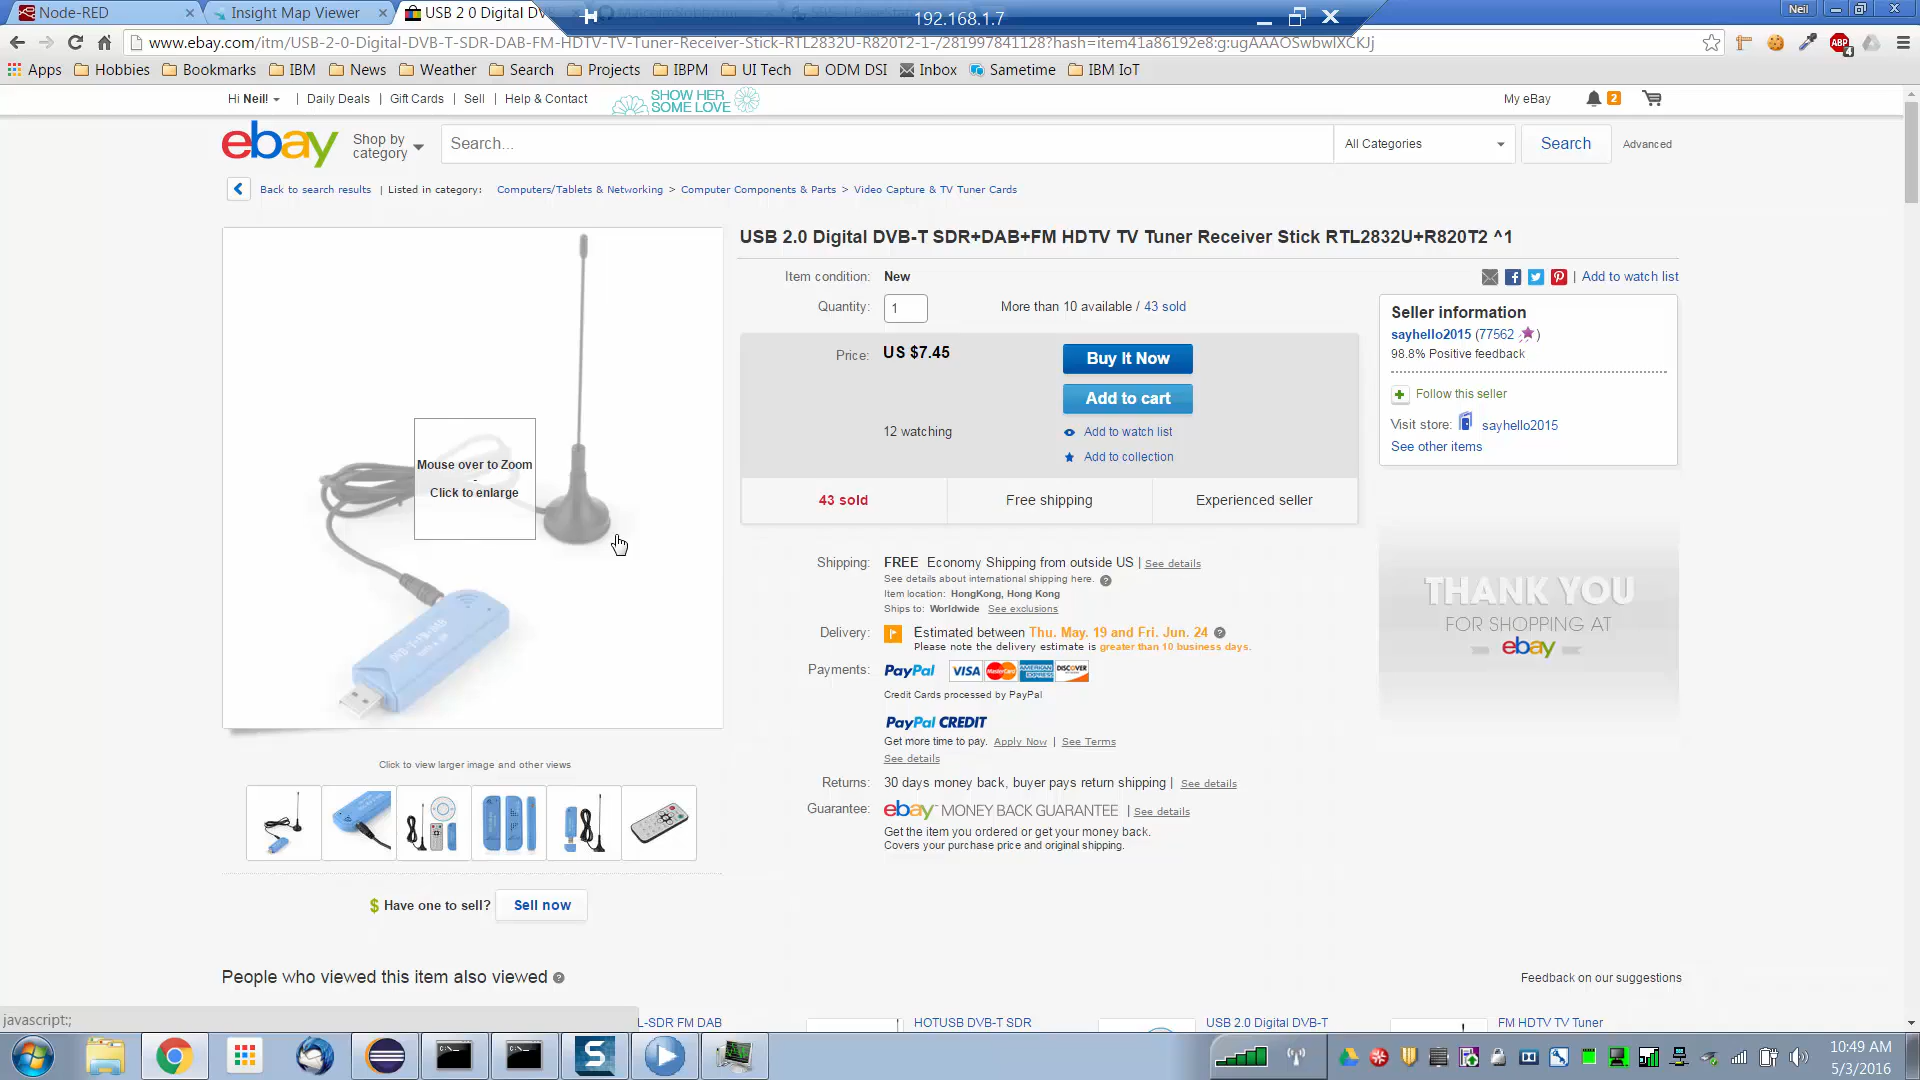 Node-RED
Insight Map Viewer
USB 2 0 Digital DV
192.168.1.7
Neil
www.ebay.com/itm/USB-2-0-Digital-DVB-T-SDR-DAB-FM-HDTV-TV-Tuner-Receiver-Stick-RTL2832U-R820T2-1-/281997841128?hash=item41a86192e8:g:ugAAAOSwbwlXCKJj
ABP
4
Apps Hobbies Bookmarks IBM News Weather Search Projects IBPM UI Tech ODM DSI Inbox Sametime IBM IoT
Hi Neil! | Daily Deals | Gift Cards | Sell | Help & Contact
SHOW HER
SOME LOVE
My eBay
2
ebay
Shop by
category
Search...
All Categories
Search
Advanced
Back to search results | Listed in category: Computers/Tablets & Networking > Computer Components & Parts > Video Capture & TV Tuner Cards
USB 2.0 Digital DVB-T SDR+DAB+FM HDTV TV Tuner Receiver Stick RTL2832U+R820T2 ^1
Item condition: New
| Add to watch list
Quantity: 1
More than 10 available / 43 sold
Price: US $7.45
Buy It Now
Add to cart
12 watching
Add to watch list
Add to collection
43 sold
Free shipping
Experienced seller
Seller information
sayhello2015 (77562 )
98.8% Positive feedback
Follow this seller
Visit store: sayhello2015
See other items
Mouse over to Zoom
-
Click to enlarge
DVB-T+FM+DAB
Shipping: FREE Economy Shipping from outside US | See details
See details about international shipping here.
Item location: HongKong, Hong Kong
Ships to: Worldwide See exclusions
Delivery: Estimated between Thu. May. 19 and Fri. Jun. 24
Please note the delivery estimate is greater than 10 business days.
Payments: PayPal VISA MasterCard AMERICAN EXPRESS DISCOVER
Credit Cards processed by PayPal
PayPal CREDIT
Get more time to pay. Apply Now | See Terms
See details
Returns: 30 days money back, buyer pays return shipping | See details
Guarantee: ebay MONEY BACK GUARANTEE | See details
Get the item you ordered or get your money back.
Covers your purchase price and original shipping.
THANK YOU
FOR SHOPPING AT
ebay
Click to view larger image and other views
$ Have one to sell? Sell now
People who viewed this item also viewed
Feedback on our suggestions
javascript:;
L-SDR FM DAB
HOTUSB DVB-T SDR
USB 2.0 Digital DVB-T
FM HDTV TV Tuner
10:49 AM
5/3/2016